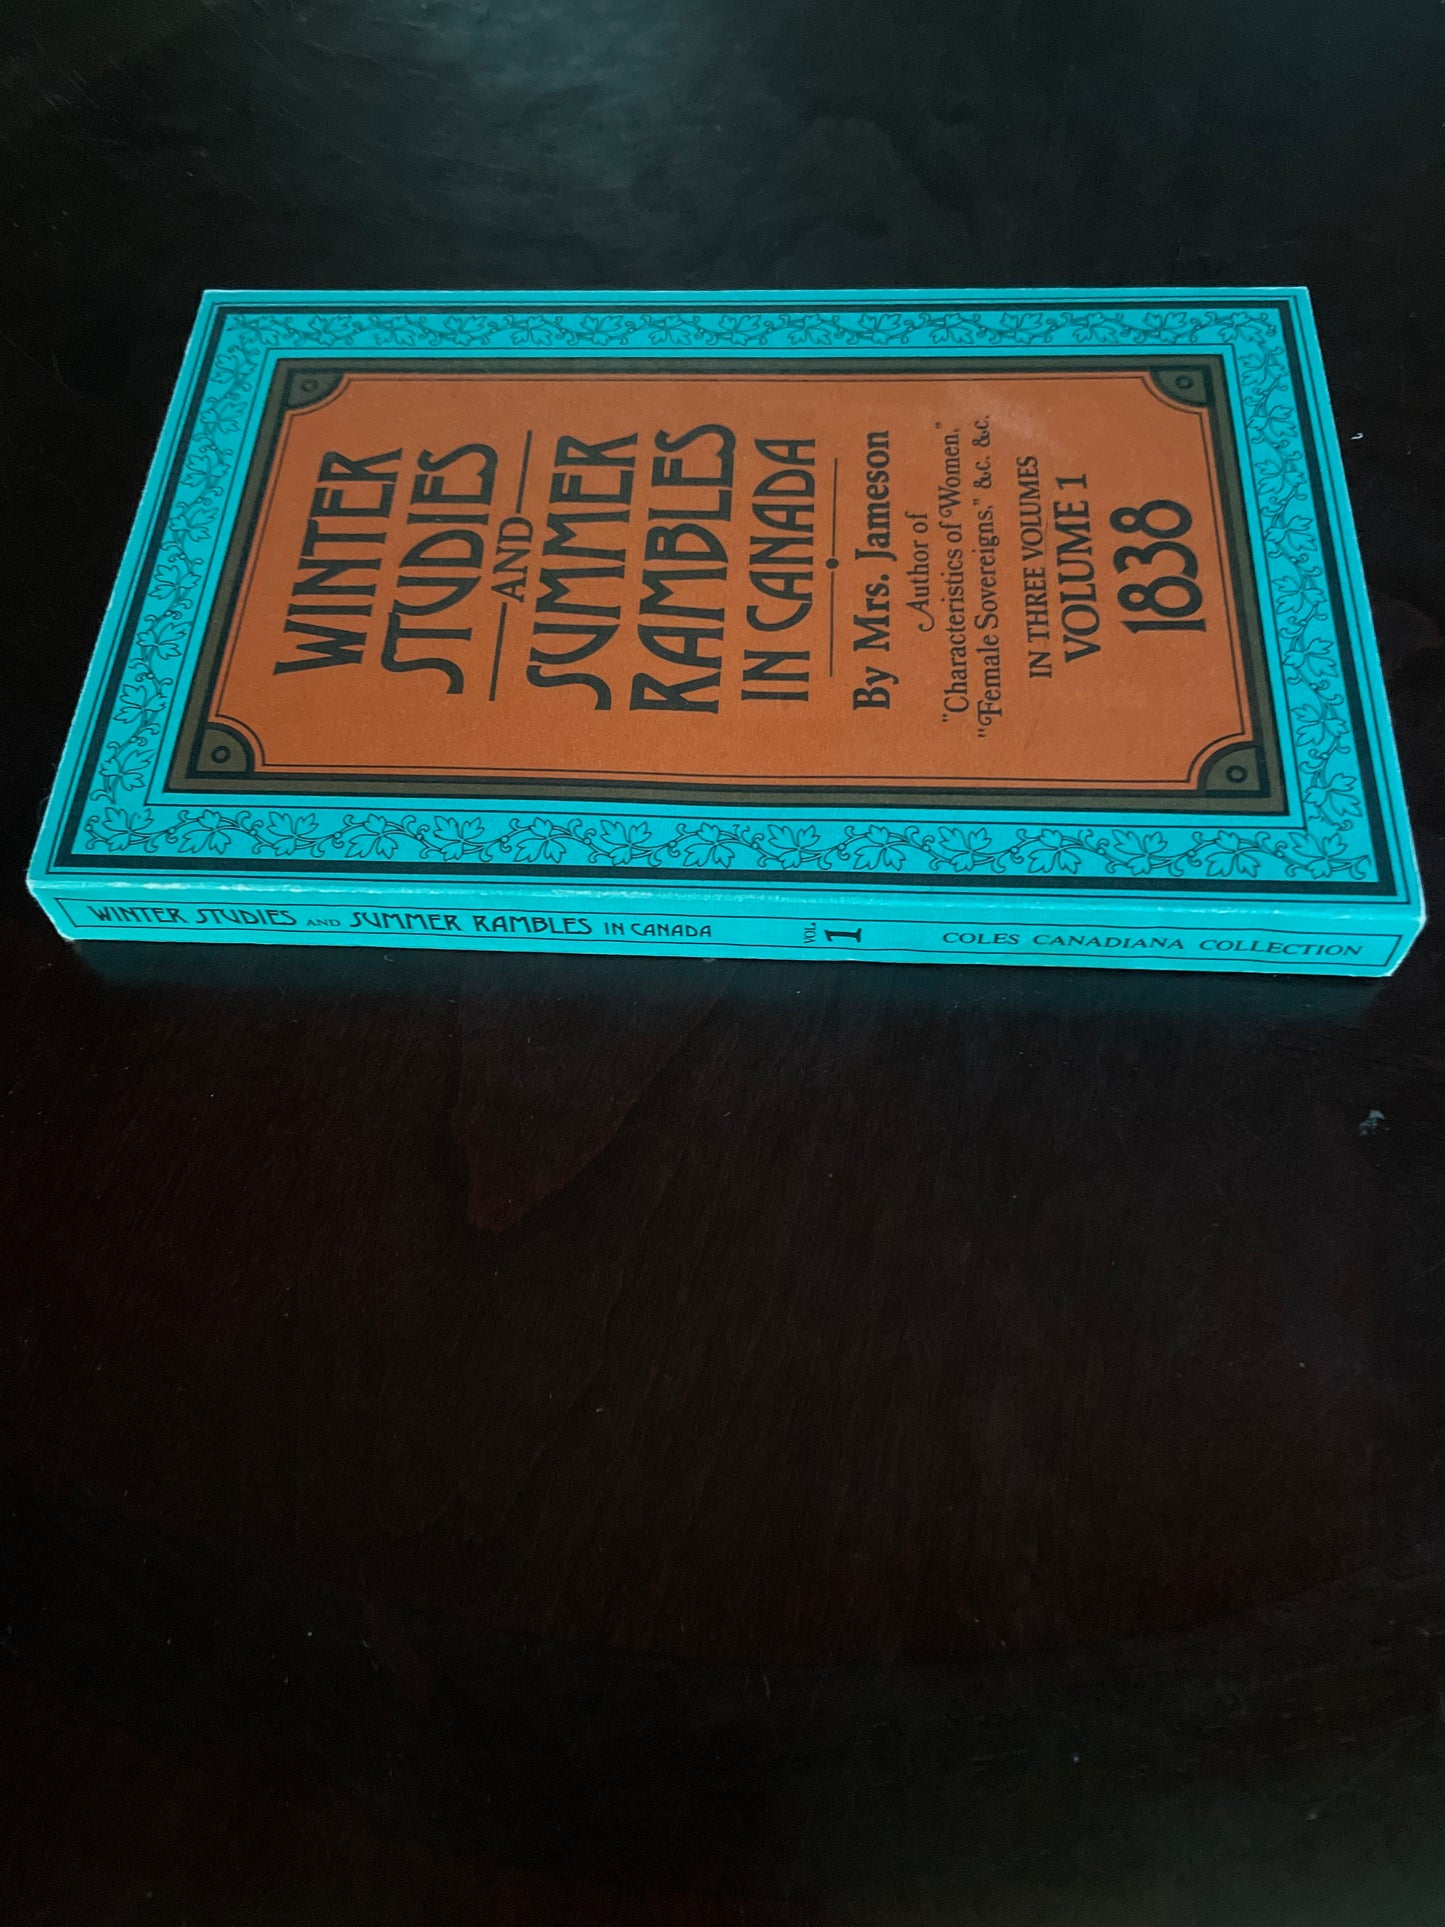 WINTER
STUDIES
AND
SUMMER
RAMBLES
IN CANADA
By Mrs. Jameson
Author of
"Characteristics of Women,"
"Female Sovereigns," &c. &c.
IN THREE VOLUMES
VOLUME 1
1838
WINTER STUDIES AND SUMMER RAMBLES IN CANADA
VOL.
1
COLES CANADIANA COLLECTION